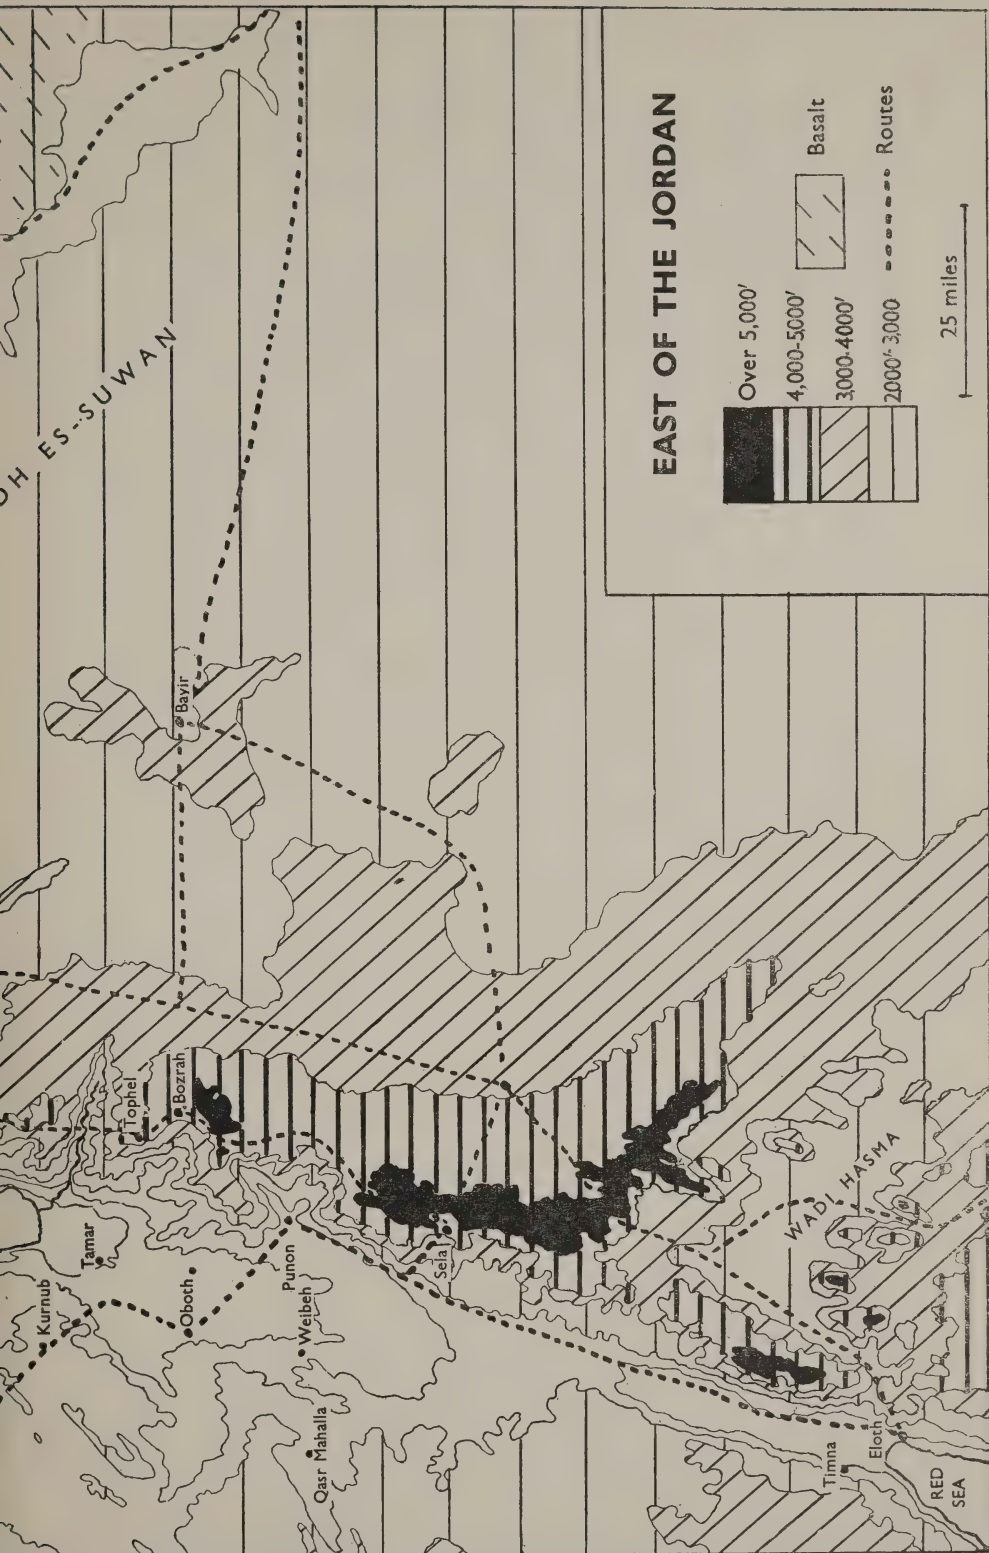 EAST OF THE JORDAN
Over 5,000'
4,000-5,000'
3,000-4000'
2,000'-3,000
Basalt
Routes
25 miles
ES-SUWAN
Kurnub
Tamar
Oboth
Punon
Weibeh
Qasr Mahalla
Tophel
Bozrah
Bayir
Sela
WADI HASMA
Timna
Eloth
RED
SEA